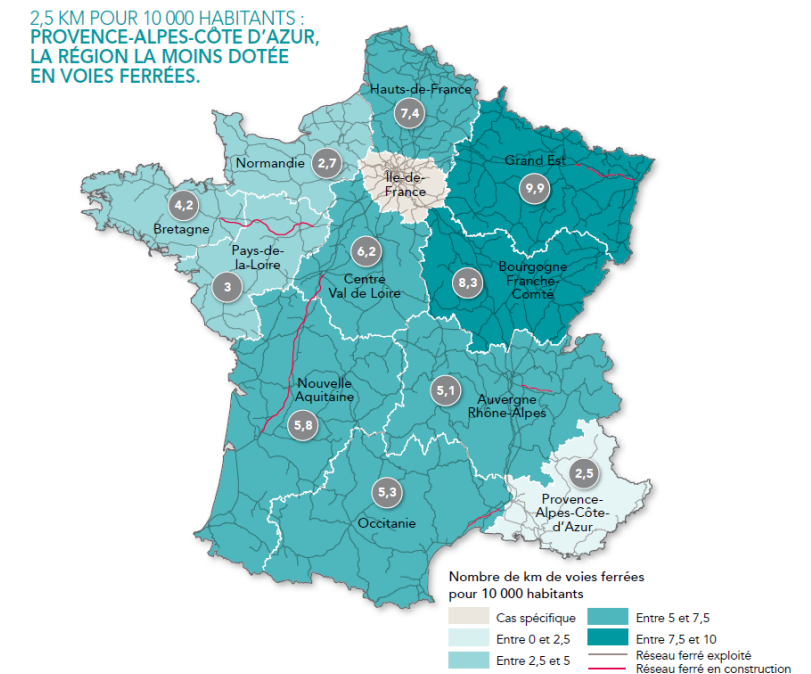 2,5 KM POUR 10 000 HABITANTS :
PROVENCE-ALPES-CÔTE D'AZUR,
LA RÉGION LA MOINS DOTÉE
EN VOIES FERRÉES.
Hauts-de-France
7,4
Normandie
2,7
Île-de-
France
Grand Est
9,9
4,2
Bretagne
Pays-de-
la-Loire
3
6,2
Centre
Val de Loire
Bourgogne
Franche-
Comté
8,3
Nouvelle
Aquitaine
5,8
5,1
Auvergne
Rhône-Alpes
5,3
Occitanie
2,5
Provence-
Alpes-Côte-
d'Azur
Nombre de km de voies ferrées
pour 10 000 habitants
Cas spécifique
Entre 0 et 2,5
Entre 2,5 et 5
Entre 5 et 7,5
Entre 7,5 et 10
Réseau ferré exploité
Réseau ferré en construction